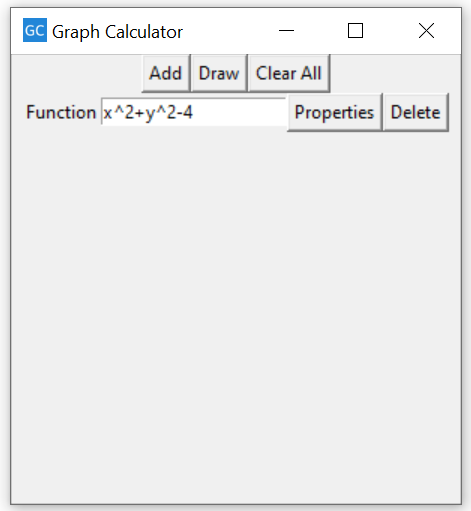 GC Graph Calculator
Add Draw Clear All
Function x^2+y^2-4 Properties Delete